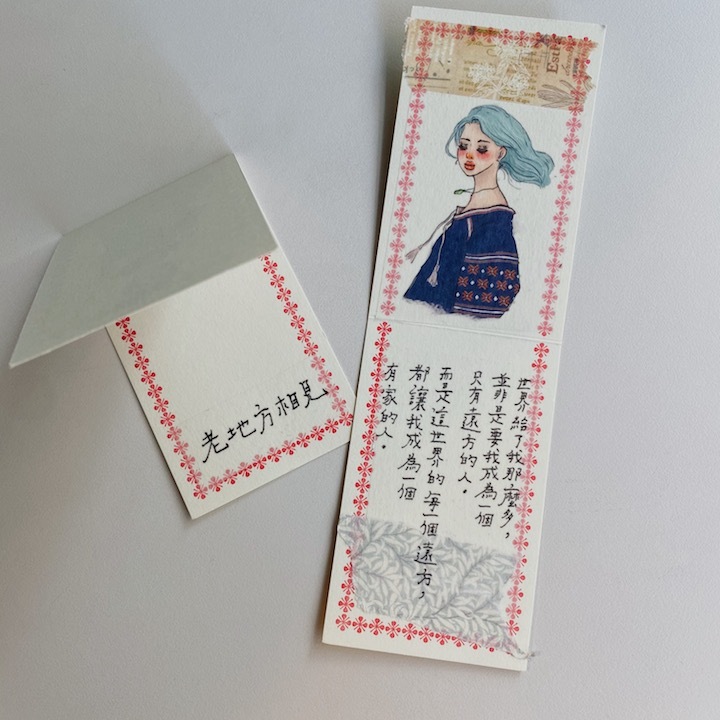 Esth
世界給了我那麼多，
並非是要我成為一個
只有遠方的人。
而是這世界的每一個遠方，
都讓我成為一個
有家的人。
老地方相見